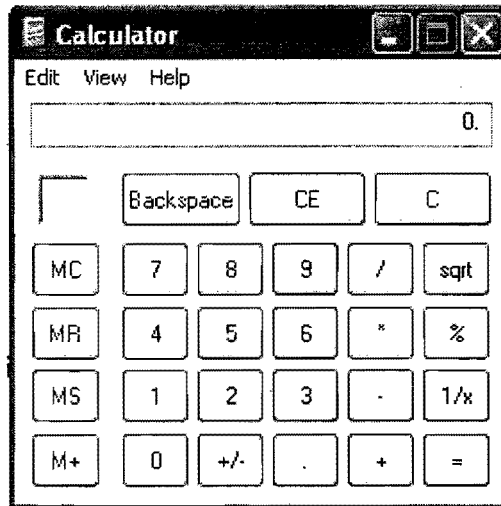 Calculator
Edit View Help
0.
Backspace CE C
MC 7 8 9 / sqrt
MR 4 5 6 * %
MS 1 2 3 - 1/x
M+ 0 +/- . + =